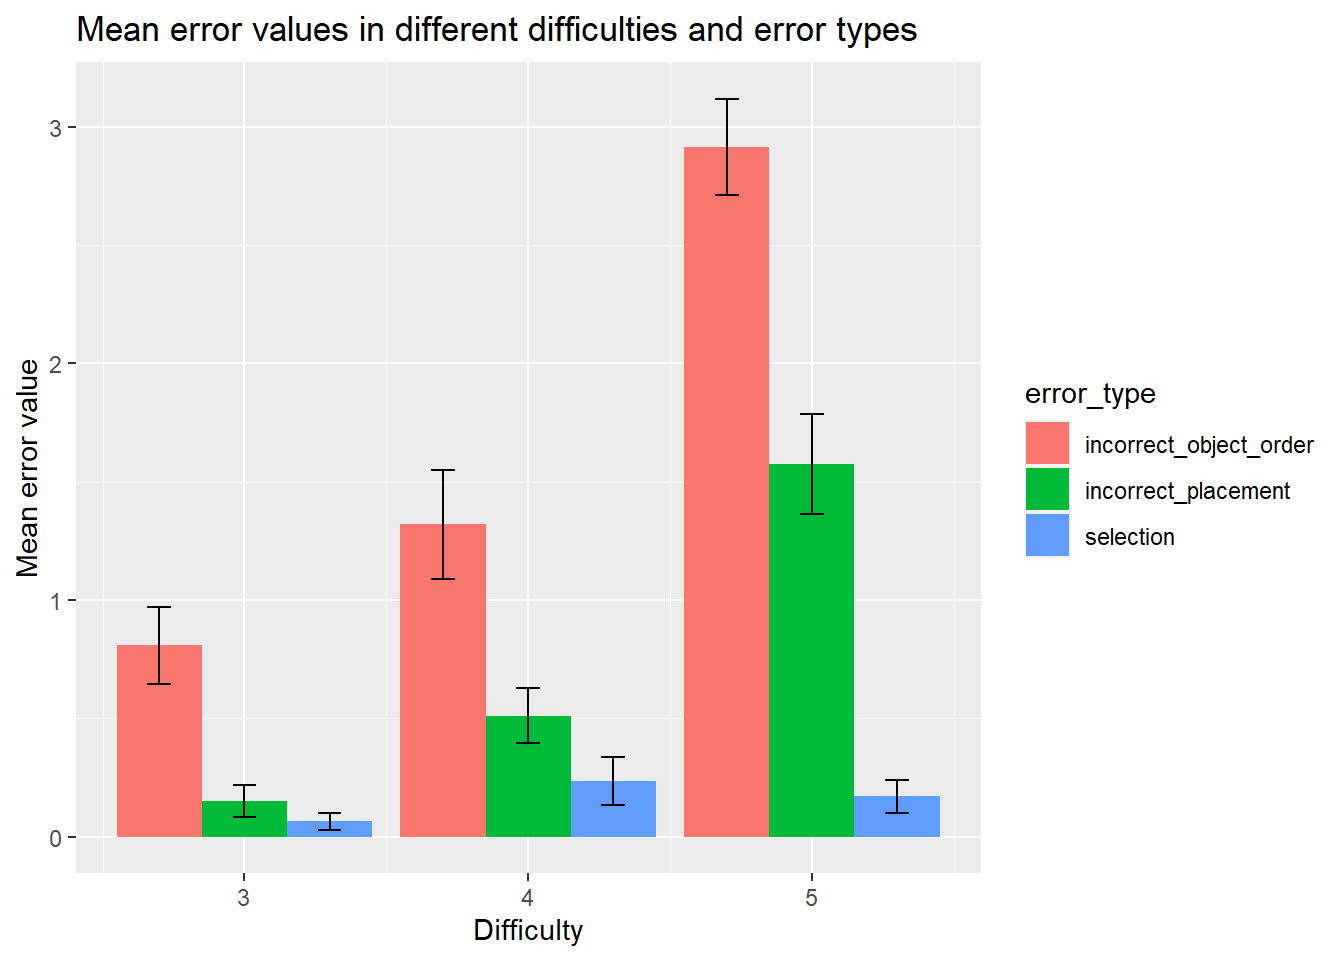 Mean error values in different difficulties and error types
Mean error value
3
2
1
0
3
4
5
Difficulty
error_type
incorrect_object_order
incorrect_placement
selection